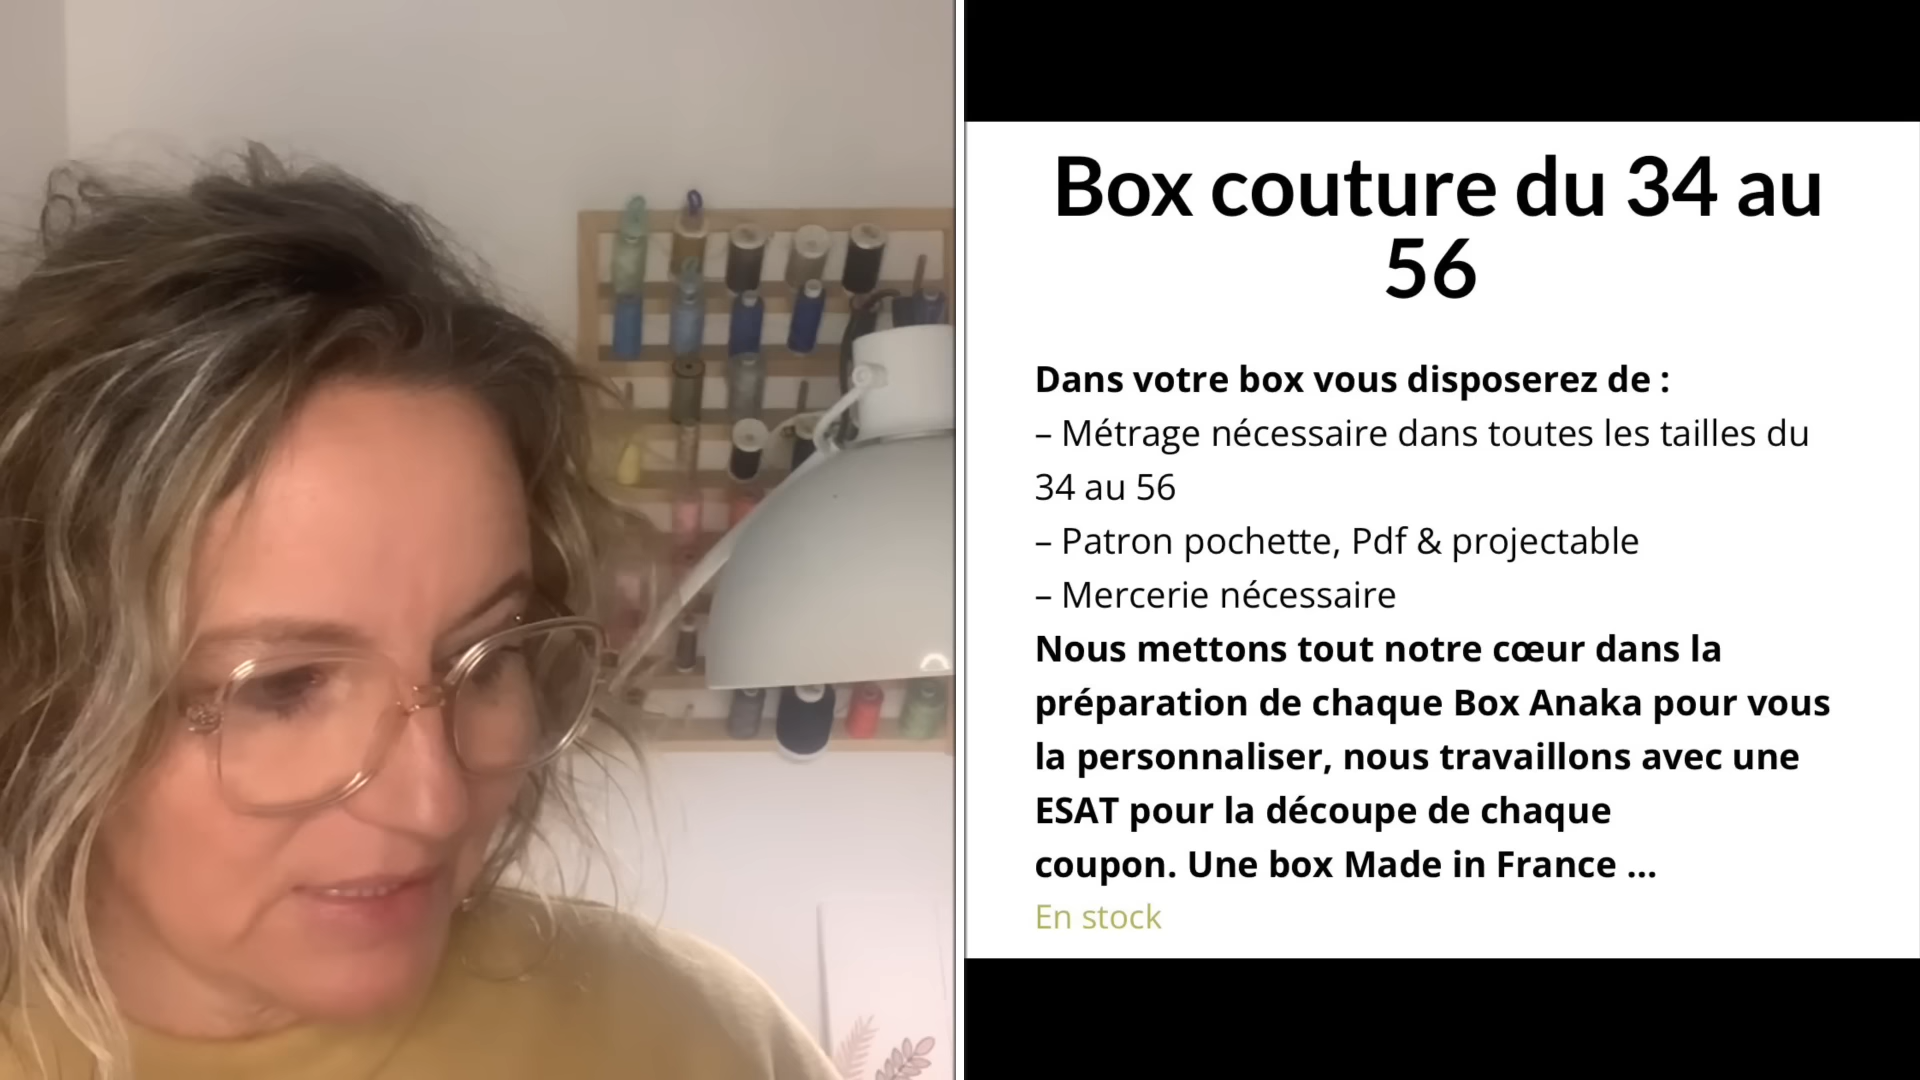 Box couture du 34 au
56
Dans votre box vous disposerez de :
– Métrage nécessaire dans toutes les tailles du
34 au 56
– Patron pochette, Pdf & projectable
– Mercerie nécessaire
Nous mettons tout notre cœur dans la
préparation de chaque Box Anaka pour vous
la personnaliser, nous travaillons avec une
ESAT pour la découpe de chaque
coupon. Une box Made in France ...
En stock